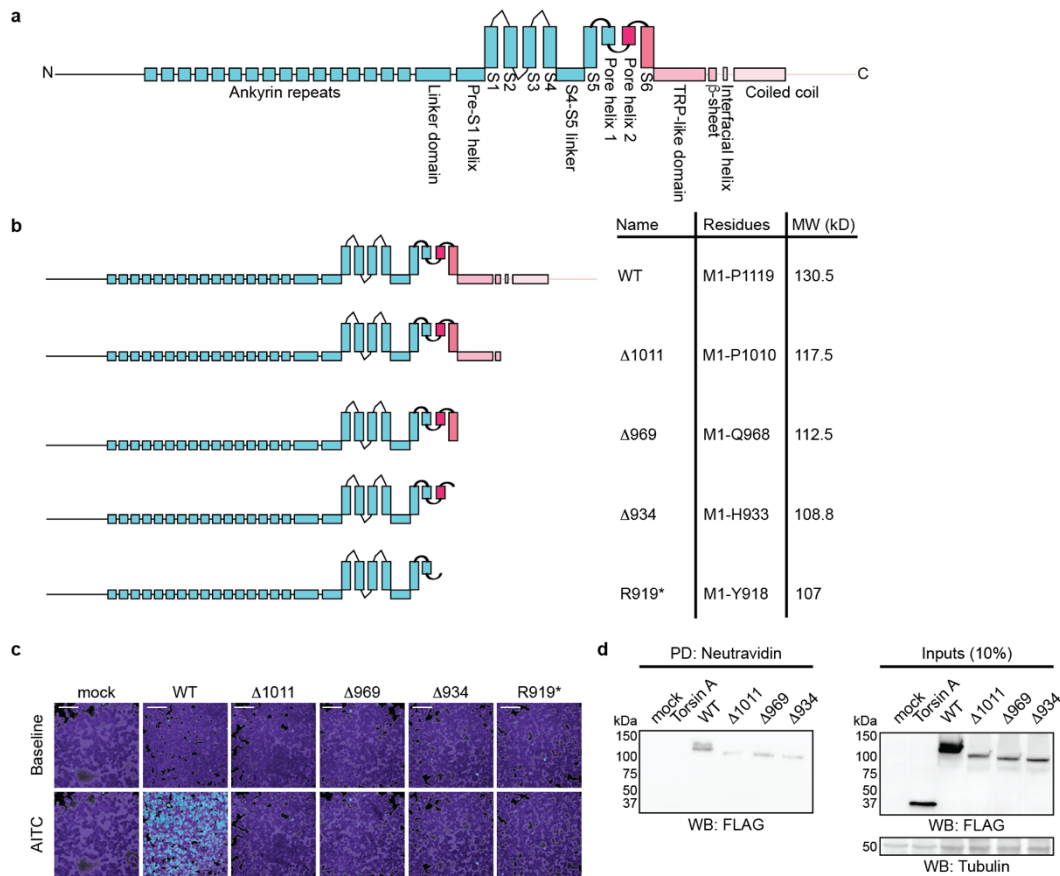 a
N
C
Ankyrin repeats
Linker domain
Pre-S1 helix
S1
S2
S3
S4
S4-S5 linker
S5
Pore helix 1
Pore helix 2
S6
TRP-like domain
β-sheet
Interfacial helix
Coiled coil
b
Name Residues MW (kD)
WT M1-P1119 130.5
Δ1011 M1-P1010 117.5
Δ969 M1-Q968 112.5
Δ934 M1-H933 108.8
R919* M1-Y918 107
c
mock WT Δ1011 Δ969 Δ934 R919*
Baseline
AITC
d
PD: Neutravidin
mock Torsin A WT Δ1011 Δ969 Δ934
kDa
150
100
75
50
37
WB: FLAG
Inputs (10%)
mock Torsin A WT Δ1011 Δ969 Δ934
kDa
150
100
75
50
37
WB: FLAG
50
WB: Tubulin